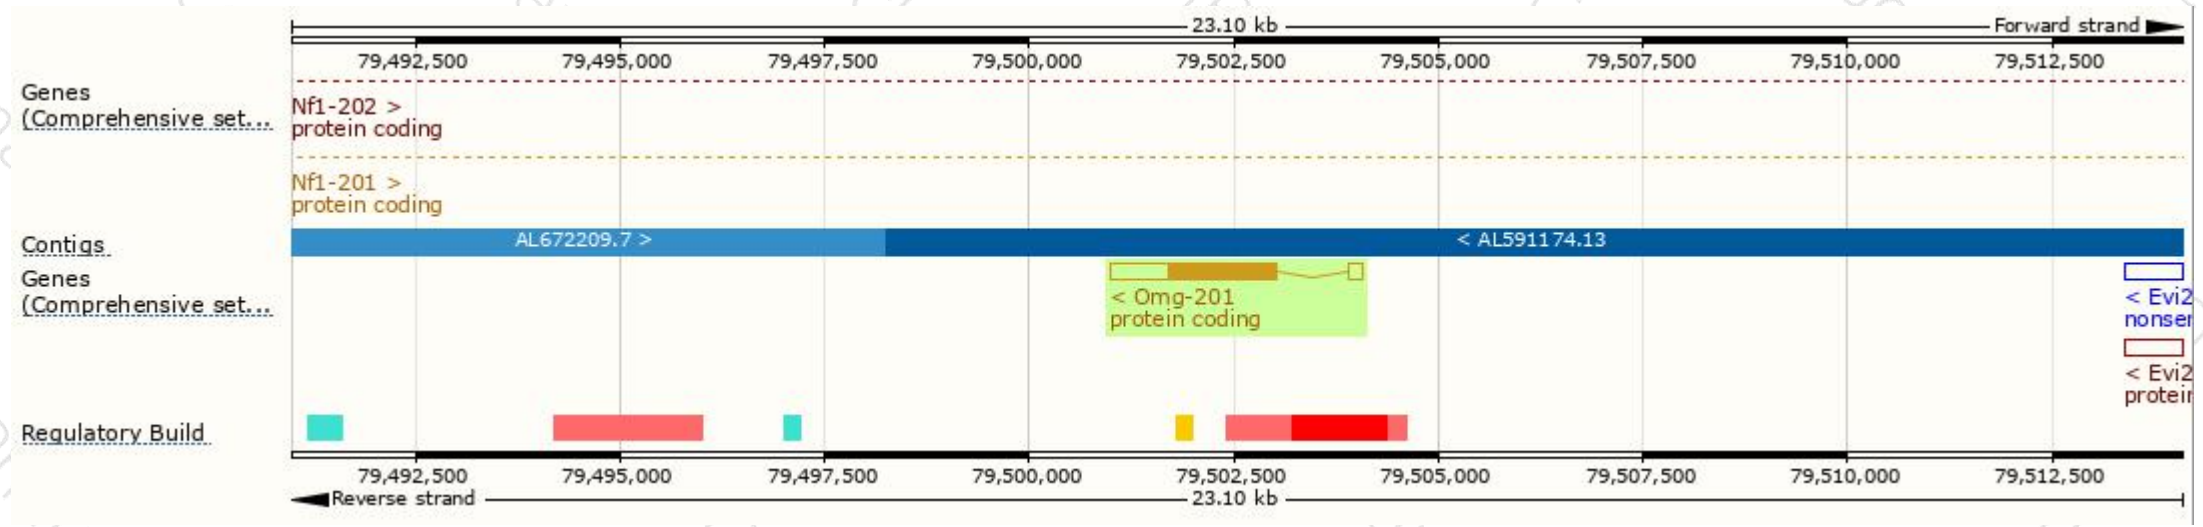 23.10 kb Forward strand
79,492,500 79,495,000 79,497,500 79,500,000 79,502,500 79,505,000 79,507,500 79,510,000 79,512,500
Genes
(Comprehensive set...
Nf1-202 >
protein coding
Nf1-201 >
protein coding
Contigs AL672209.7 > < AL591174.13
Genes
(Comprehensive set...
< Omg-201
protein coding
< Evi2
nonser
< Evi2
protein
Regulatory Build
79,492,500 79,495,000 79,497,500 79,500,000 79,502,500 79,505,000 79,507,500 79,510,000 79,512,500
Reverse strand 23.10 kb